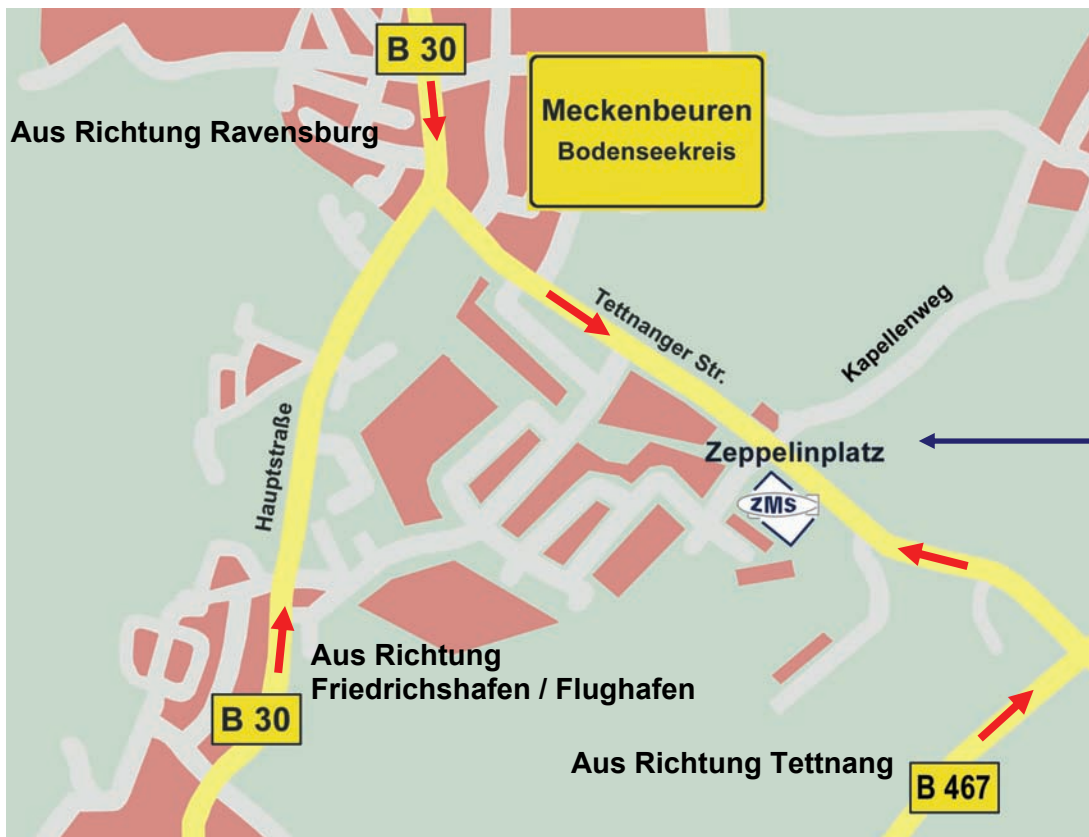 B 30
Meckenbeuren
Bodenseekreis
Aus Richtung Ravensburg
Tettnanger Str.
Kapellenweg
Hauptstraße
Zeppelinplatz
ZMS
Aus Richtung
Friedrichshafen / Flughafen
B 30
Aus Richtung Tettnang
B 467